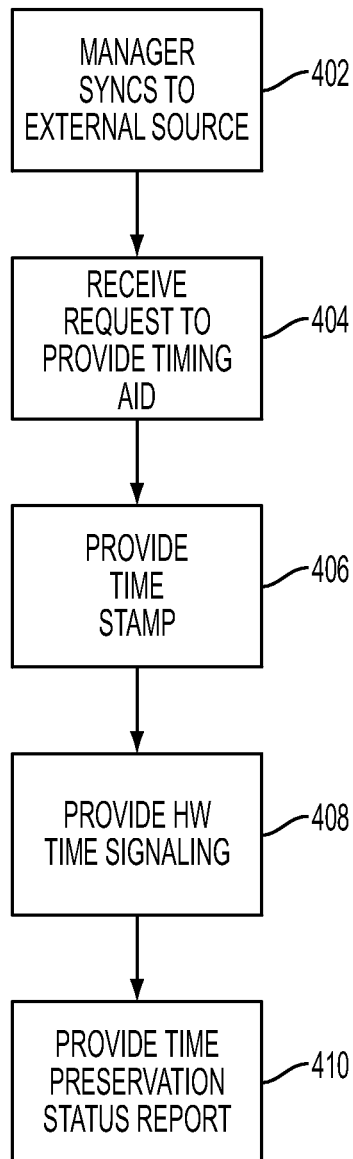 MANAGER
SYNCS TO
EXTERNAL SOURCE
402
RECEIVE
REQUEST TO
PROVIDE TIMING
AID
404
PROVIDE
TIME
STAMP
406
PROVIDE HW
TIME SIGNALING
408
PROVIDE TIME
PRESERVATION
STATUS REPORT
410